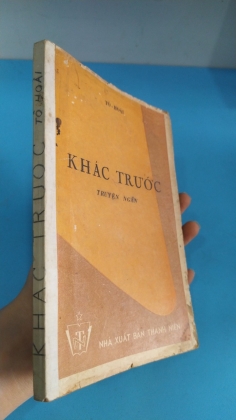 TÔ HOÀI
KHÁC TRƯỚC
TRUYỆN NGẮN
NHÀ XUẤT BẢN THANH NIÊN
KHÁC TRƯỚC TÔ HOÀI